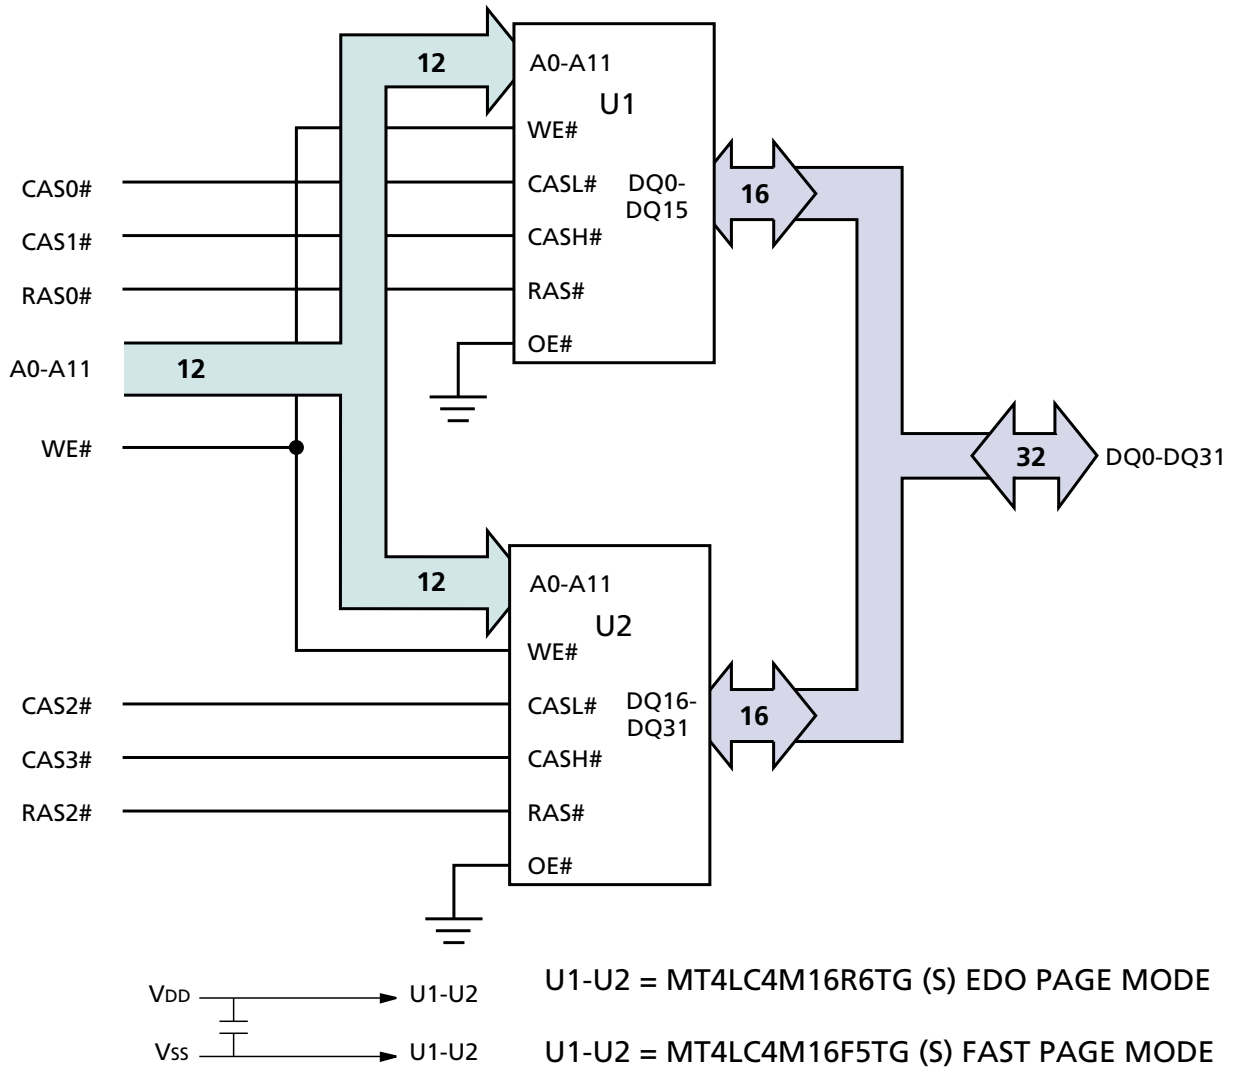 12
A0-A11
U1
WE#
CAS0#
CASL#
DQ0-
DQ15
16
CAS1#
CASH#
RAS0#
RAS#
OE#
A0-A11
12
WE#
32
DQ0-DQ31
12
A0-A11
U2
WE#
CAS2#
CASL#
DQ16-
DQ31
16
CAS3#
CASH#
RAS2#
RAS#
OE#
VDD
U1-U2
U1-U2 = MT4LC4M16R6TG (S) EDO PAGE MODE
Vss
U1-U2
U1-U2 = MT4LC4M16F5TG (S) FAST PAGE MODE